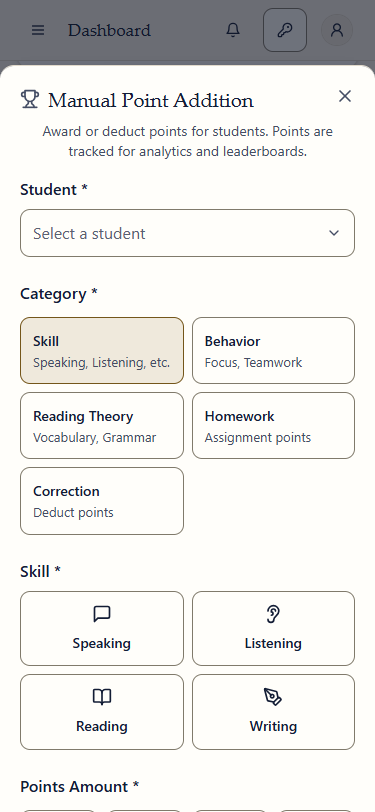 Dashboard
Manual Point Addition
Award or deduct points for students. Points are
tracked for analytics and leaderboards.
Student *
Select a student
Category *
Skill
Speaking, Listening, etc.
Behavior
Focus, Teamwork
Reading Theory
Vocabulary, Grammar
Homework
Assignment points
Correction
Deduct points
Skill *
Speaking
Listening
Reading
Writing
Points Amount *